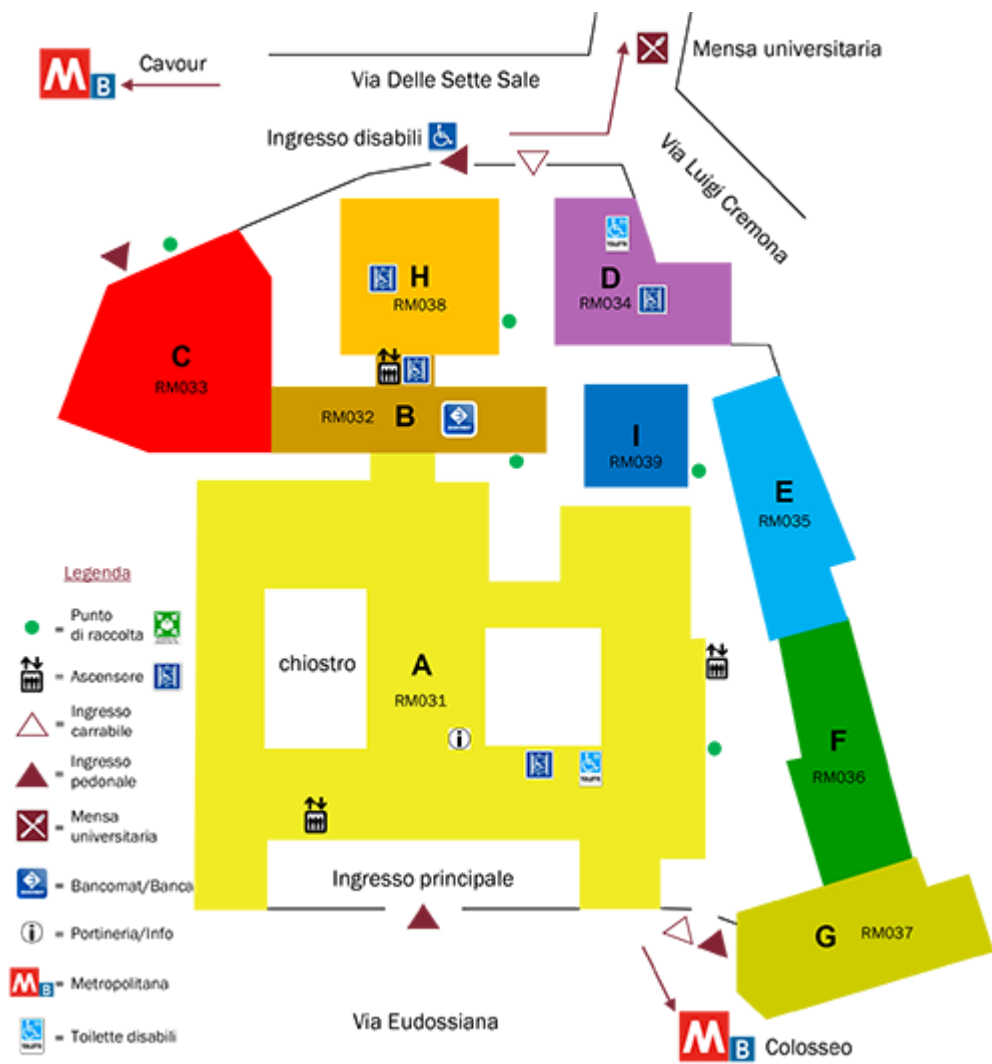 Mensa universitaria
M B
Cavour
Via Delle Sette Sale
Ingresso disabili
Via Luigi Cremona
H
RM038
D
RM034
C
RM033
RM032 B
I
RM039
E
RM035
Legenda
= Punto di raccolta
= Ascensore
= Ingresso carrabile
= Ingresso pedonale
= Mensa universitaria
= Bancomat/Banca
= Portineria/Info
M B = Metropolitana
= Toilette disabili
chiostro
A
RM031
F
RM036
Ingresso principale
G RM037
Via Eudossiana
M B Colosseo